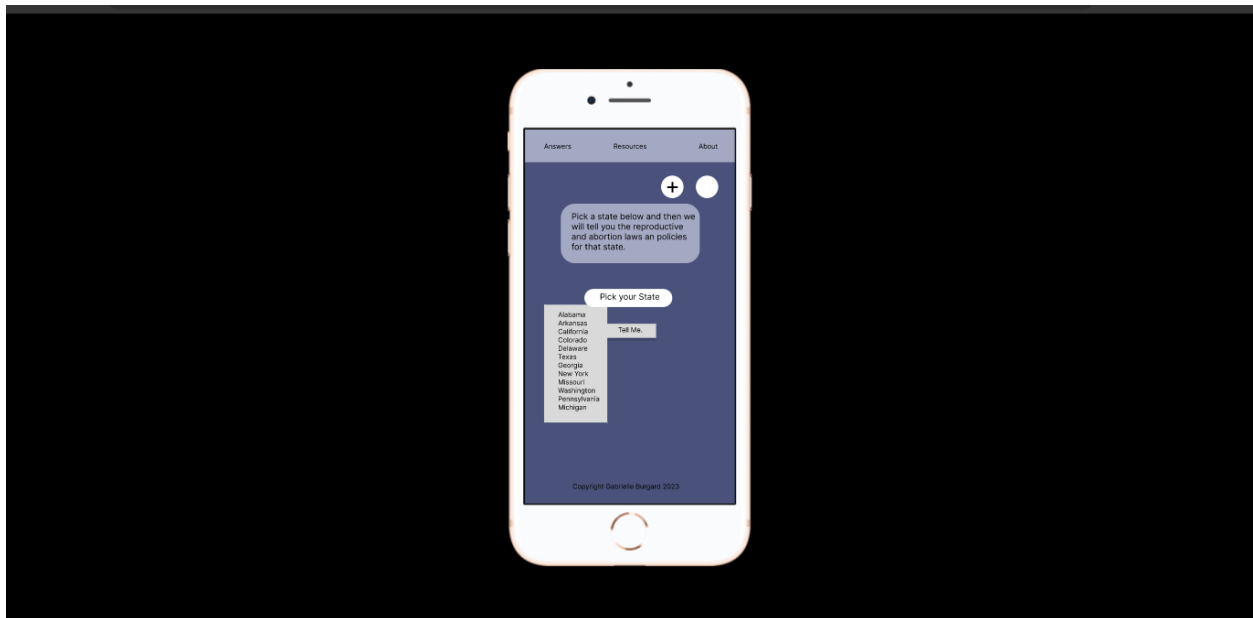 Answers Resources About
+
Pick a state below and then we
will tell you the reproductive
and abortion laws an policies
for that state.
Pick your State
Alabama
Arkansas
California
Colorado
Delaware
Texas
Georgia
New York
Missouri
Washington
Pennsylvania
Michigan
Tell Me.
Copyright Gabrielle Burgard 2023